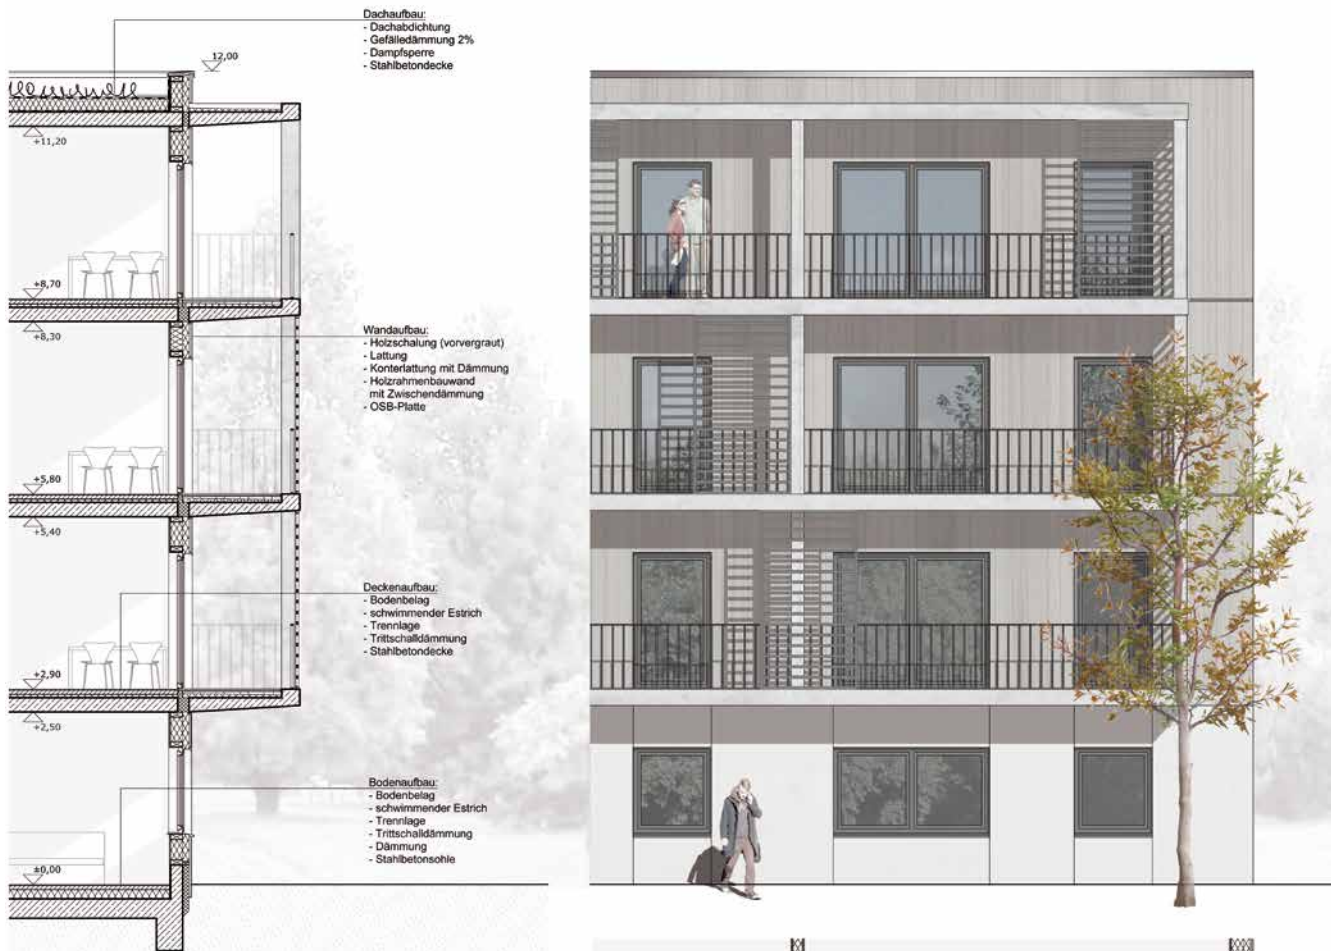 Dachaufbau:
- Dachabdichtung
- Gefälledämmung 2%
- Dampfsperre
- Stahlbetondecke
12,00
+11,20
+8,70
+8,30
Wandaufbau:
- Holzschalung (vorvergraut)
- Lattung
- Konterlattung mit Dämmung
- Holzrahmenbauwand
mit Zwischendämmung
- OSB-Platte
+5,80
+5,40
Deckenaufbau:
- Bodenbelag
- schwimmender Estrich
- Trennlage
- Trittschalldämmung
- Stahlbetondecke
+2,90
+2,50
Bodenaufbau:
- Bodenbelag
- schwimmender Estrich
- Trennlage
- Trittschalldämmung
- Dämmung
- Stahlbetonsohle
±0,00